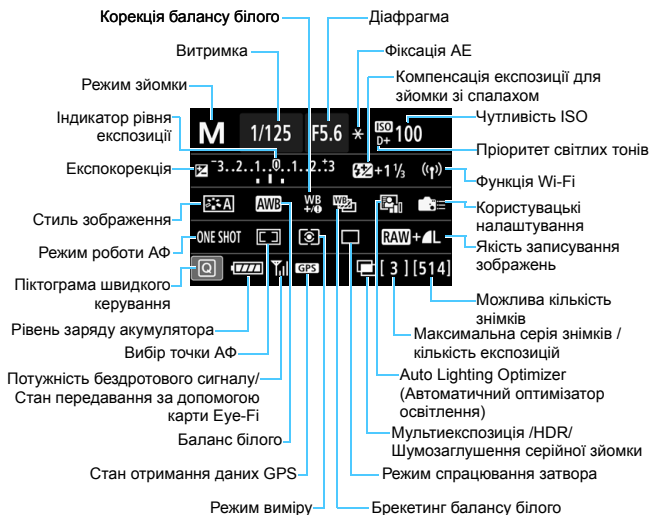 Корекція балансу білого
Діафрагма
Витримка
Фіксація AE
Режим зйомки
Компенсація експозиції для
зйомки зі спалахом
Індикатор рівня
експозиції
Чутливість ISO
Пріоритет світлих тонів
Експокорекція
Функція Wi-Fi
Стиль зображення
Користувацькі
налаштування
Режим роботи АФ
Якість записування
зображень
Піктограма швидкого
керування
Можлива кількість
знімків
Рівень заряду акумулятора
Максимальна серія знімків /
кількість експозицій
Вибір точки АФ
Потужність бездротового сигналу/
Стан передавання за допомогою
карти Eye-Fi
Auto Lighting Optimizer
(Автоматичний оптимізатор
освітлення)
Баланс білого
Мультиекспозиція /HDR/
Шумозаглушення серійної зйомки
Стан отримання даних GPS
Режим спрацювання затвора
Режим виміру
Брекетинг балансу білого
M 1/125 F5.6 * ISO 100
D+
-3..2..1..0..1..2.+3 +1 1/3
A AWB WB +/- WB
ONE SHOT RAW+L
Q GPS [ 3 ] [514]